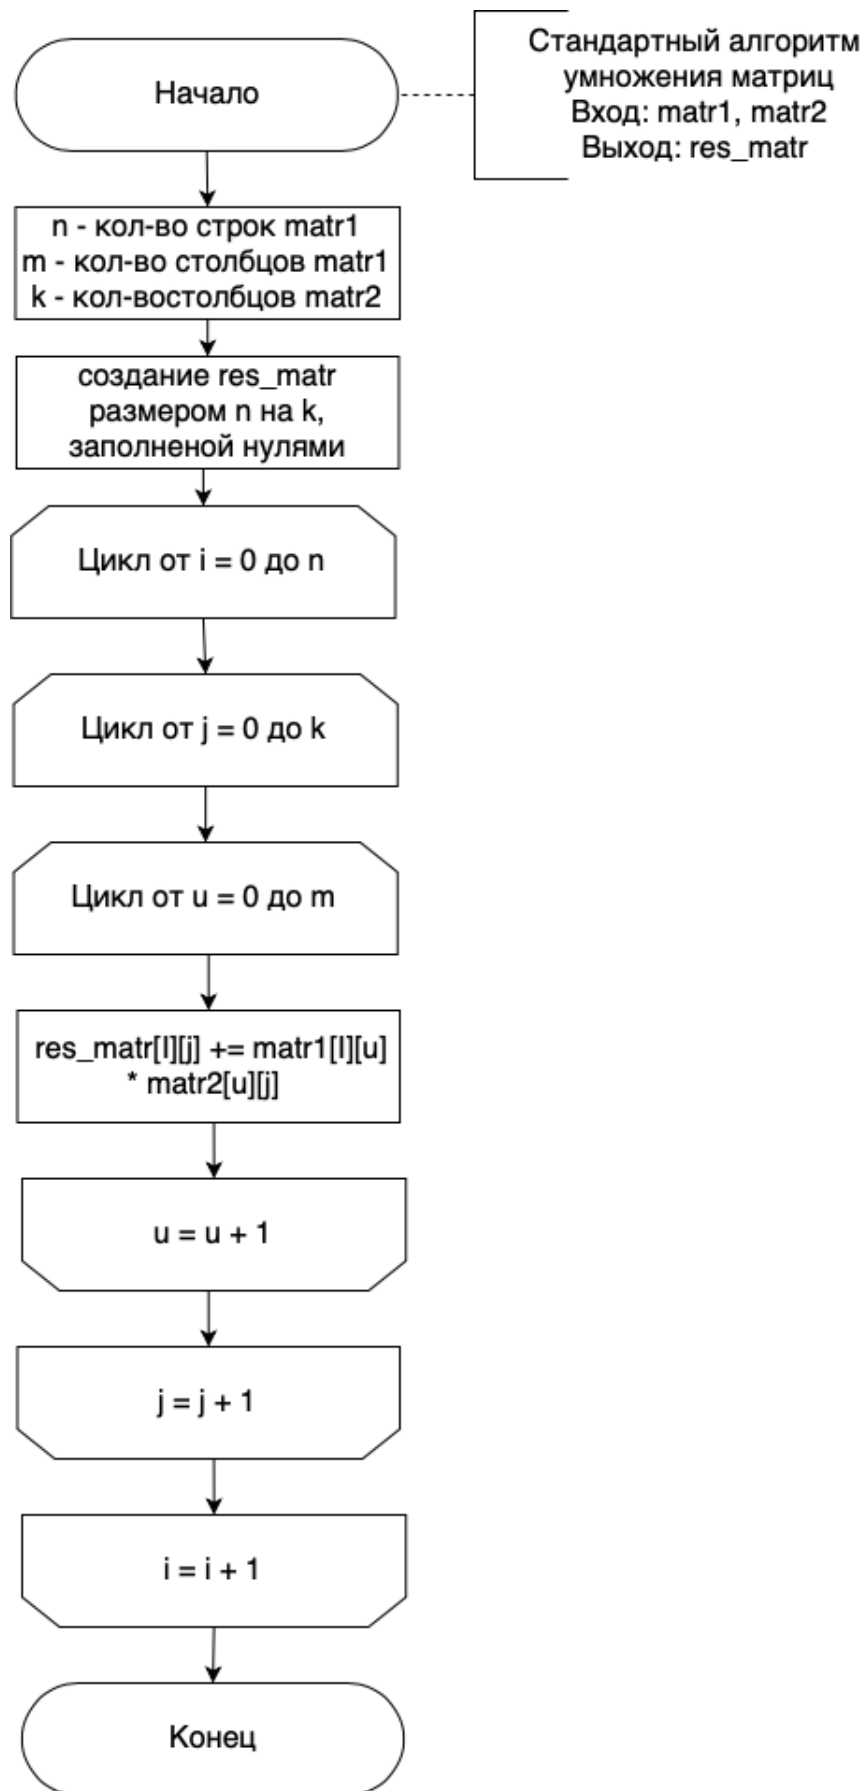 Начало
Стандартный алгоритм
умножения матриц
Вход: matr1, matr2
Выход: res_matr
n - кол-во строк matr1
m - кол-во столбцов matr1
k - кол-востолбцов matr2
создание res_matr
размером n на k,
заполненой нулями
Цикл от i = 0 до n
Цикл от j = 0 до k
Цикл от u = 0 до m
res_matr[I][j] += matr1[I][u]
* matr2[u][j]
u = u + 1
j = j + 1
i = i + 1
Конец